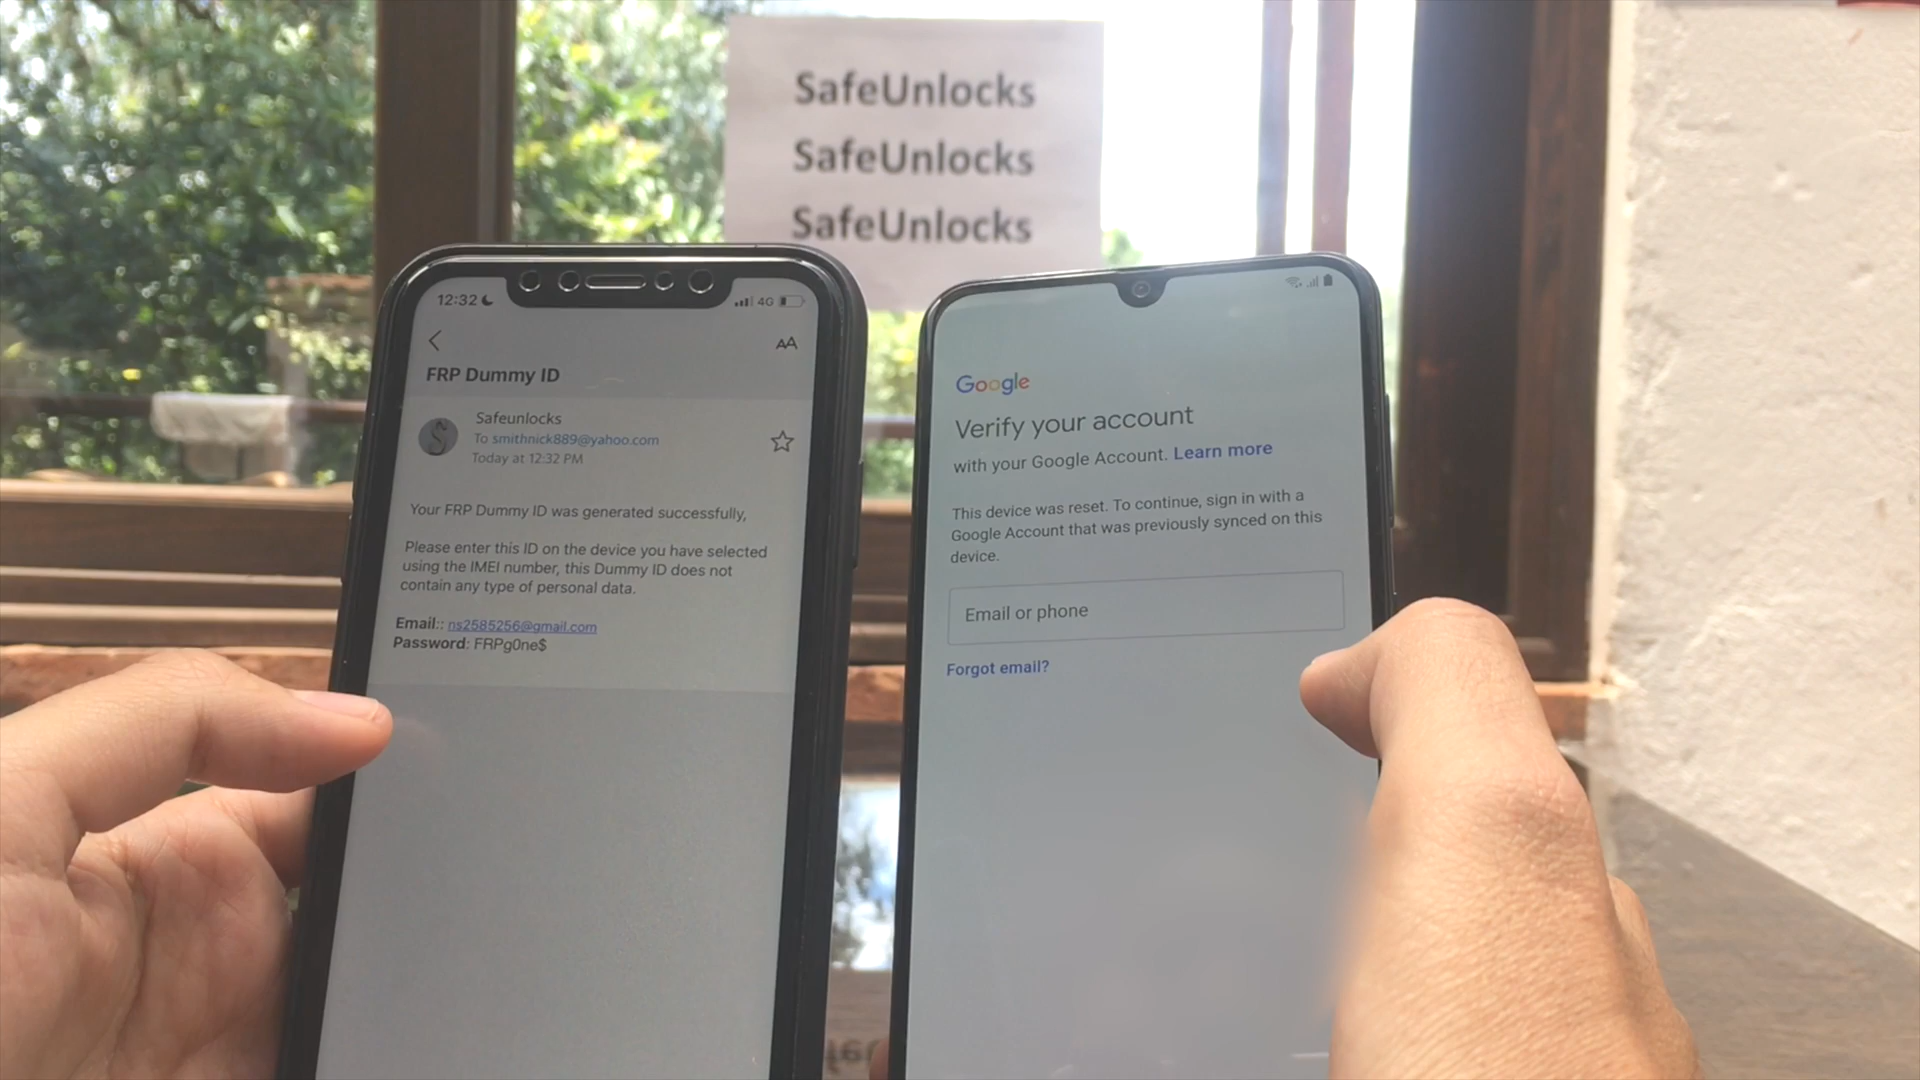 SafeUnlocks
SafeUnlocks
SafeUnlocks
12:32
4G
AA
FRP Dummy ID
Safeunlocks
To smithnick889@yahoo.com
Today at 12:32 PM
Your FRP Dummy ID was generated successfully,
Please enter this ID on the device you have selected
using the IMEI number, this Dummy ID does not
contain any type of personal data.
Email:: ns2585256@gmail.com
Password: FRPg0ne$
Google
Verify your account
with your Google Account. Learn more
This device was reset. To continue, sign in with a
Google Account that was previously synced on this
device.
Email or phone
Forgot email?